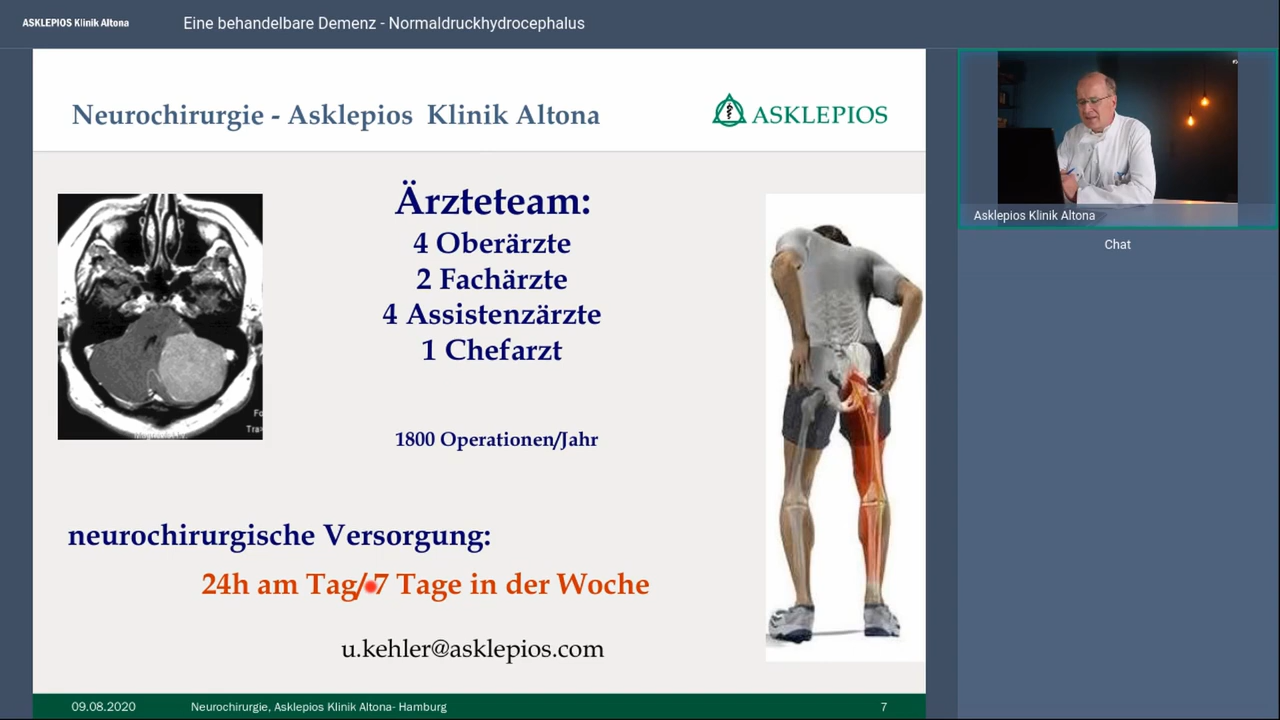 ASKLEPIOS Klinik Altona
Eine behandelbare Demenz - Normaldruckhydrocephalus
Neurochirurgie - Asklepios Klinik Altona
ASKLEPIOS
Ärzteteam:
4 Oberärzte
2 Fachärzte
4 Assistenzärzte
1 Chefarzt
1800 Operationen/Jahr
neurochirurgische Versorgung:
24h am Tag/ 7 Tage in der Woche
u.kehler@asklepios.com
09.08.2020
Neurochirurgie, Asklepios Klinik Altona- Hamburg
7
Asklepios Klinik Altona
Chat